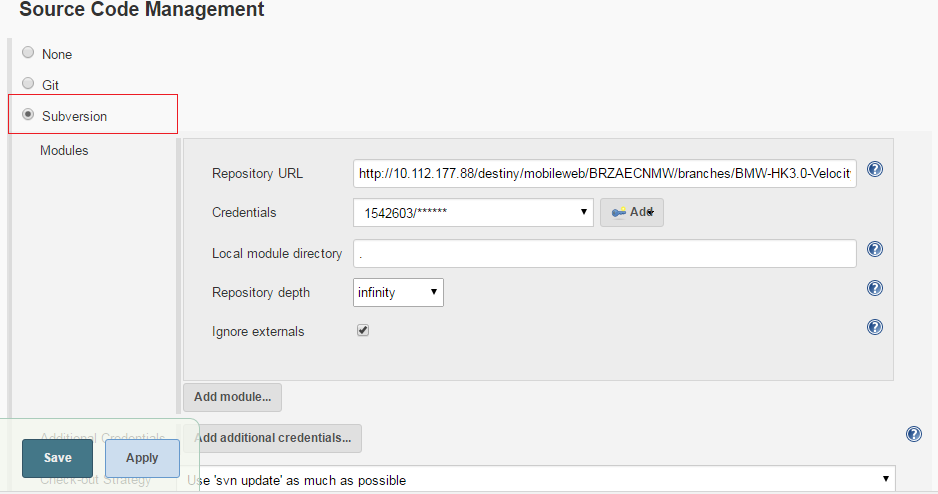 Source Code Management
None
Git
Subversion
Modules
Repository URL http://10.112.177.88/destiny/mobileweb/BRZAECNMW/branches/BMW-HK3.0-Velocit
Credentials 1542603/****** Add
Local module directory .
Repository depth infinity
Ignore externals
Add module...
Additional Credentials Add additional credentials...
Save Apply
Check-out Strategy Use 'svn update' as much as possible